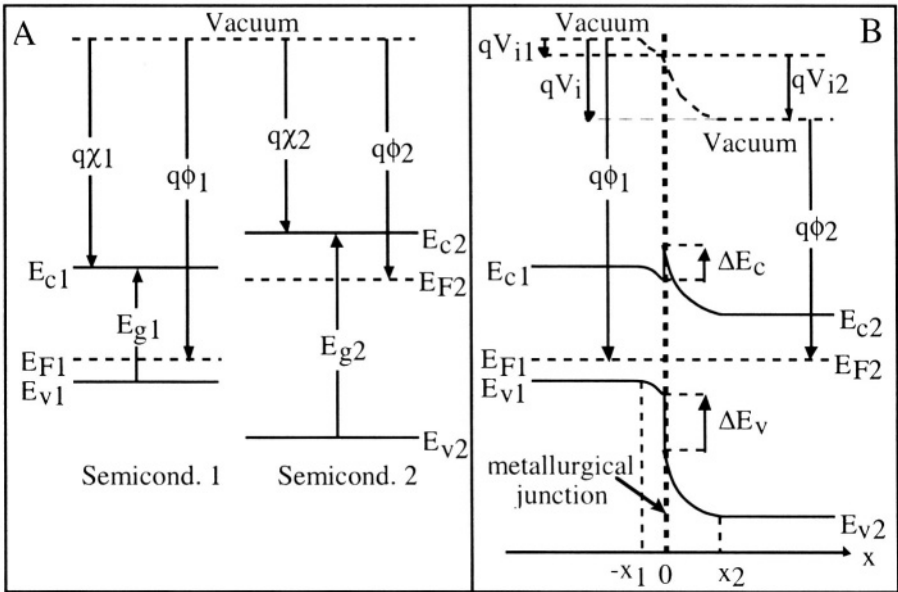 A
Vacuum
qχ1
qϕ1
qχ2
qϕ2
Ec1
Eg1
EF1
Ev1
Ec2
EF2
Eg2
Ev2
Semicond. 1
Semicond. 2
B
Vacuum
qVi1
qVi
qVi2
Vacuum
qϕ1
qϕ2
Ec1
ΔEc
Ec2
EF1
EF2
Ev1
ΔEv
metallurgical
junction
Ev2
-x1 0 x2 x